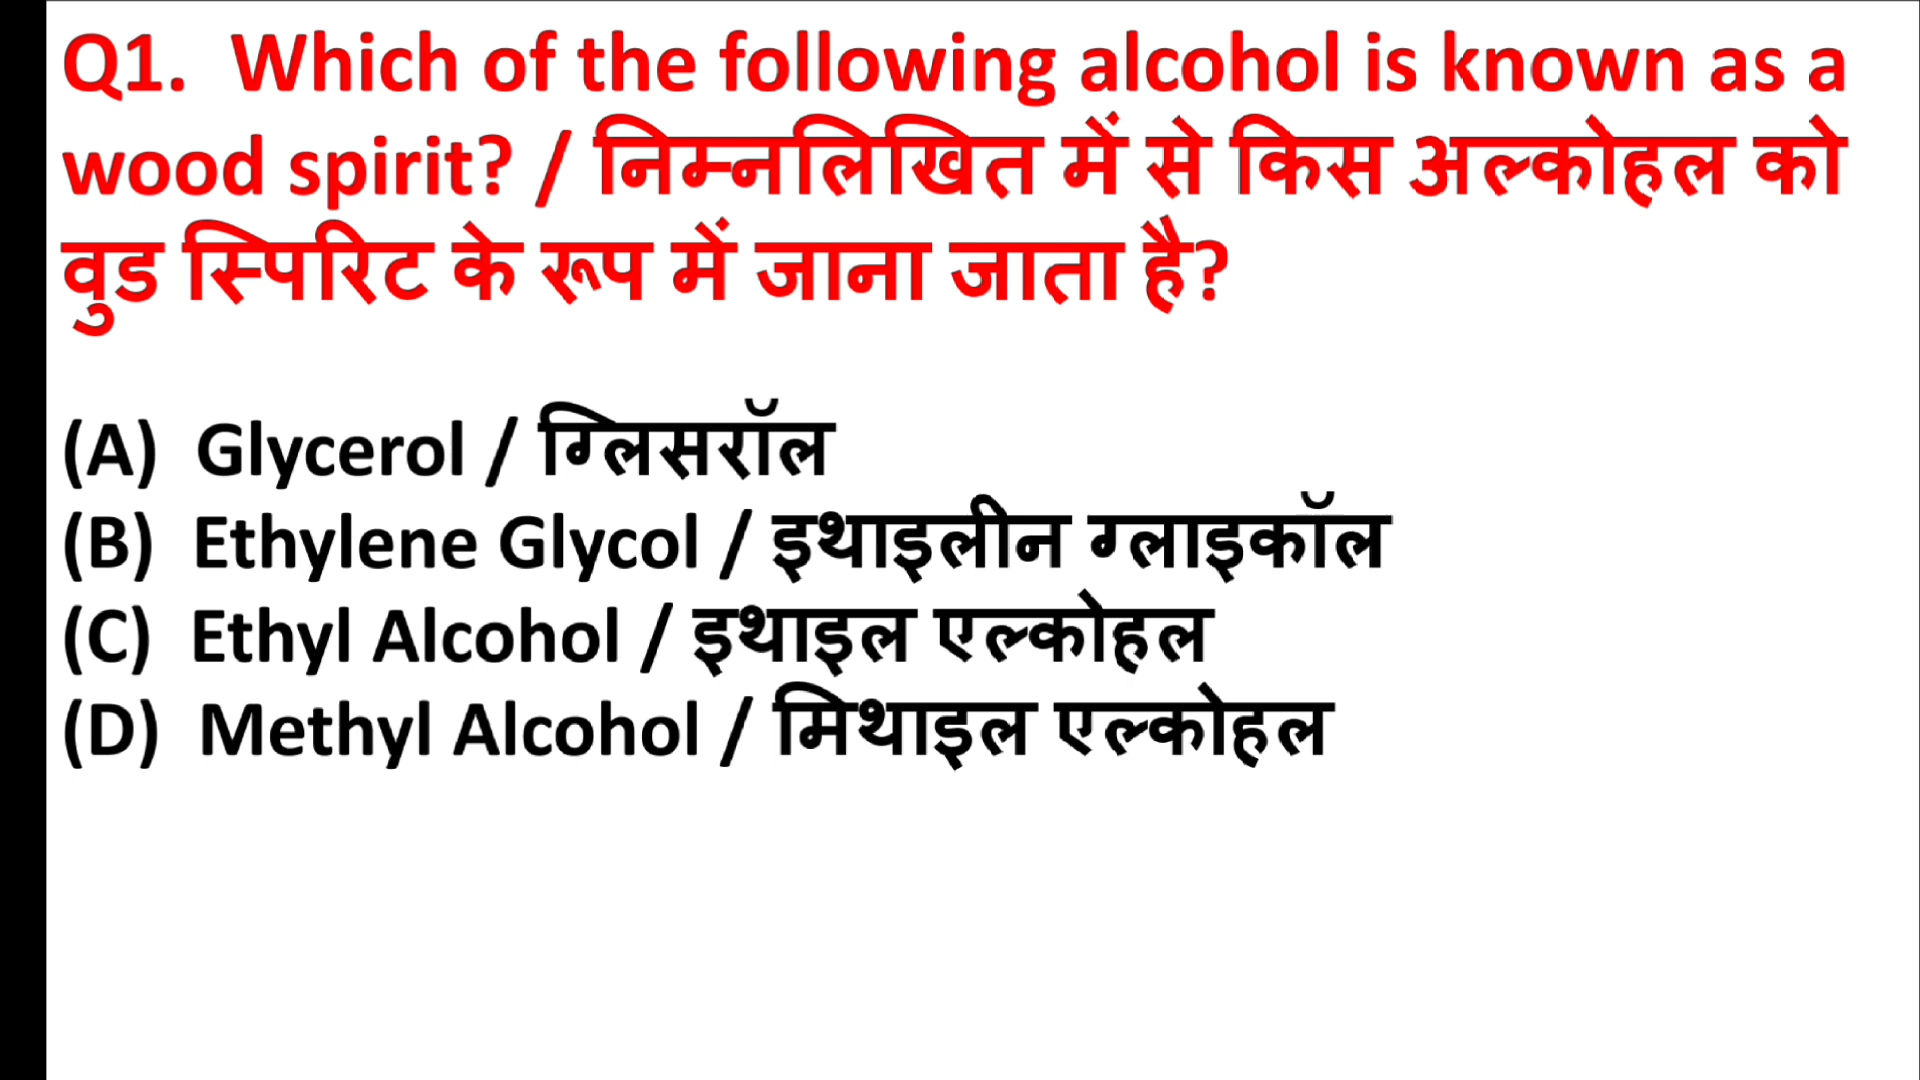 Q1. Which of the following alcohol is known as a
wood spirit? / निम्नलिखित में से किस अल्कोहल को
वुड स्पिरिट के रूप में जाना जाता है?
(A) Glycerol / ग्लिसरॉल
(B) Ethylene Glycol / इथाइलीन ग्लाइकॉल
(C) Ethyl Alcohol / इथाइल एल्कोहल
(D) Methyl Alcohol / मिथाइल एल्कोहल